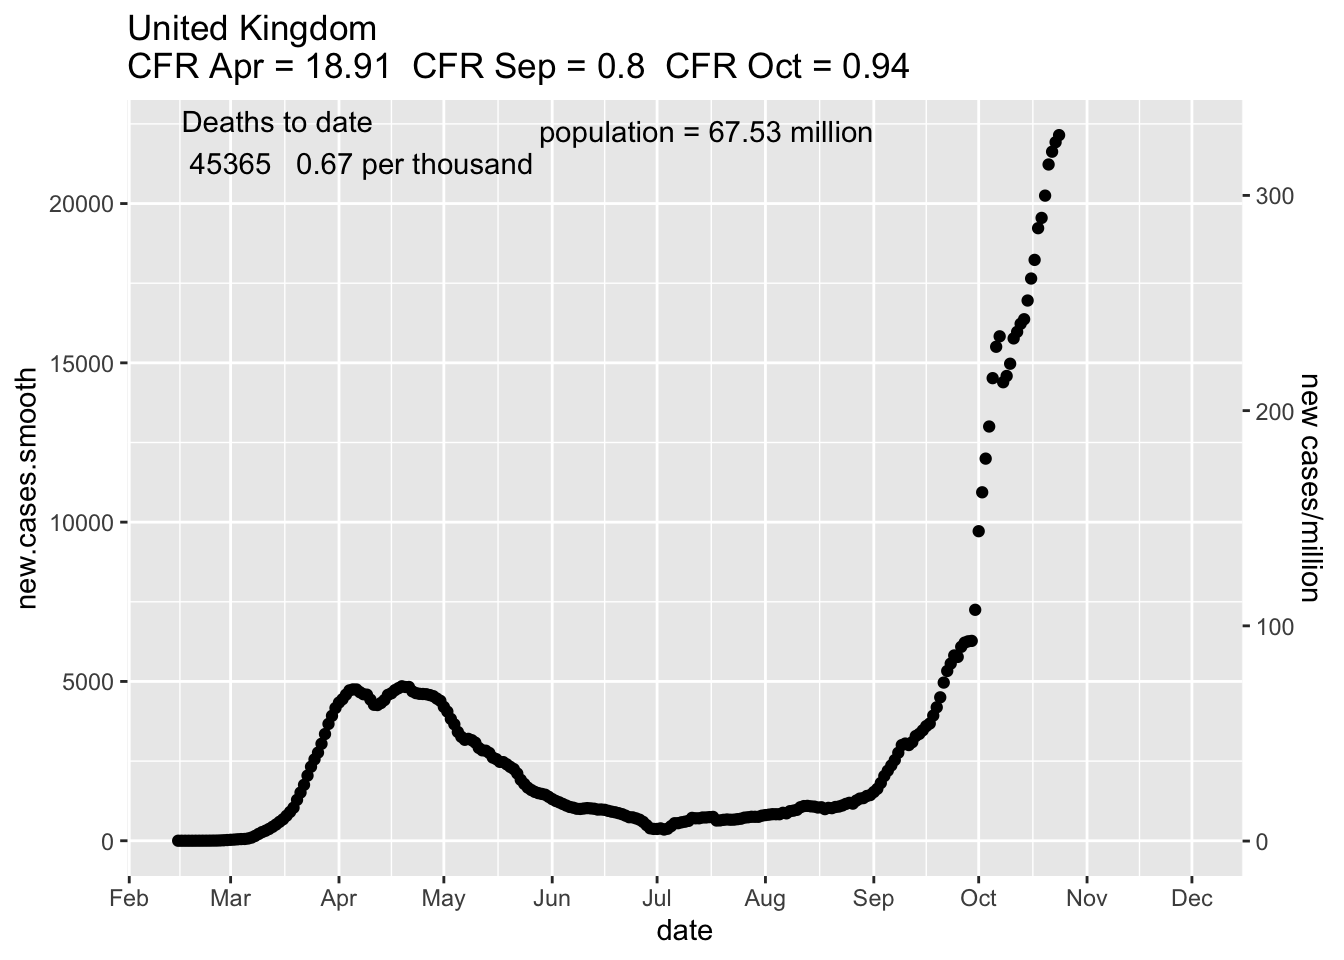 United Kingdom
CFR Apr = 18.91  CFR Sep = 0.8  CFR Oct = 0.94
Deaths to date
population = 67.53 million
45365   0.67 per thousand
new.cases.smooth
20000
15000
10000
5000
0
300
200
100
0
new cases/million
Feb Mar Apr May Jun Jul Aug Sep Oct Nov Dec
date